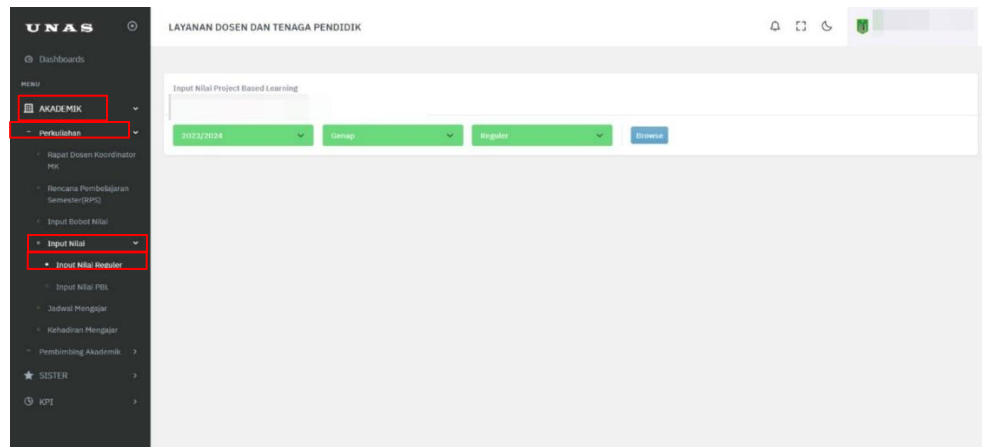 UNAS
LAYANAN DOSEN DAN TENAGA PENDIDIK
Dashboards
MENU
AKADEMIK
Perkuliahan
Rapat Dosen Koordinator
MK
Rencana Pembelajaran
Semester(RPS)
Input Bobot Nilai
Input Nilai
Input Nilai Reguler
Input Nilai PBL
Jadwal Mengajar
Kehadiran Mengajar
Pembimbing Akademik
SISTER
KPI
Input Nilai Project Based Learning
2023/2024 Genap Reguler Browse